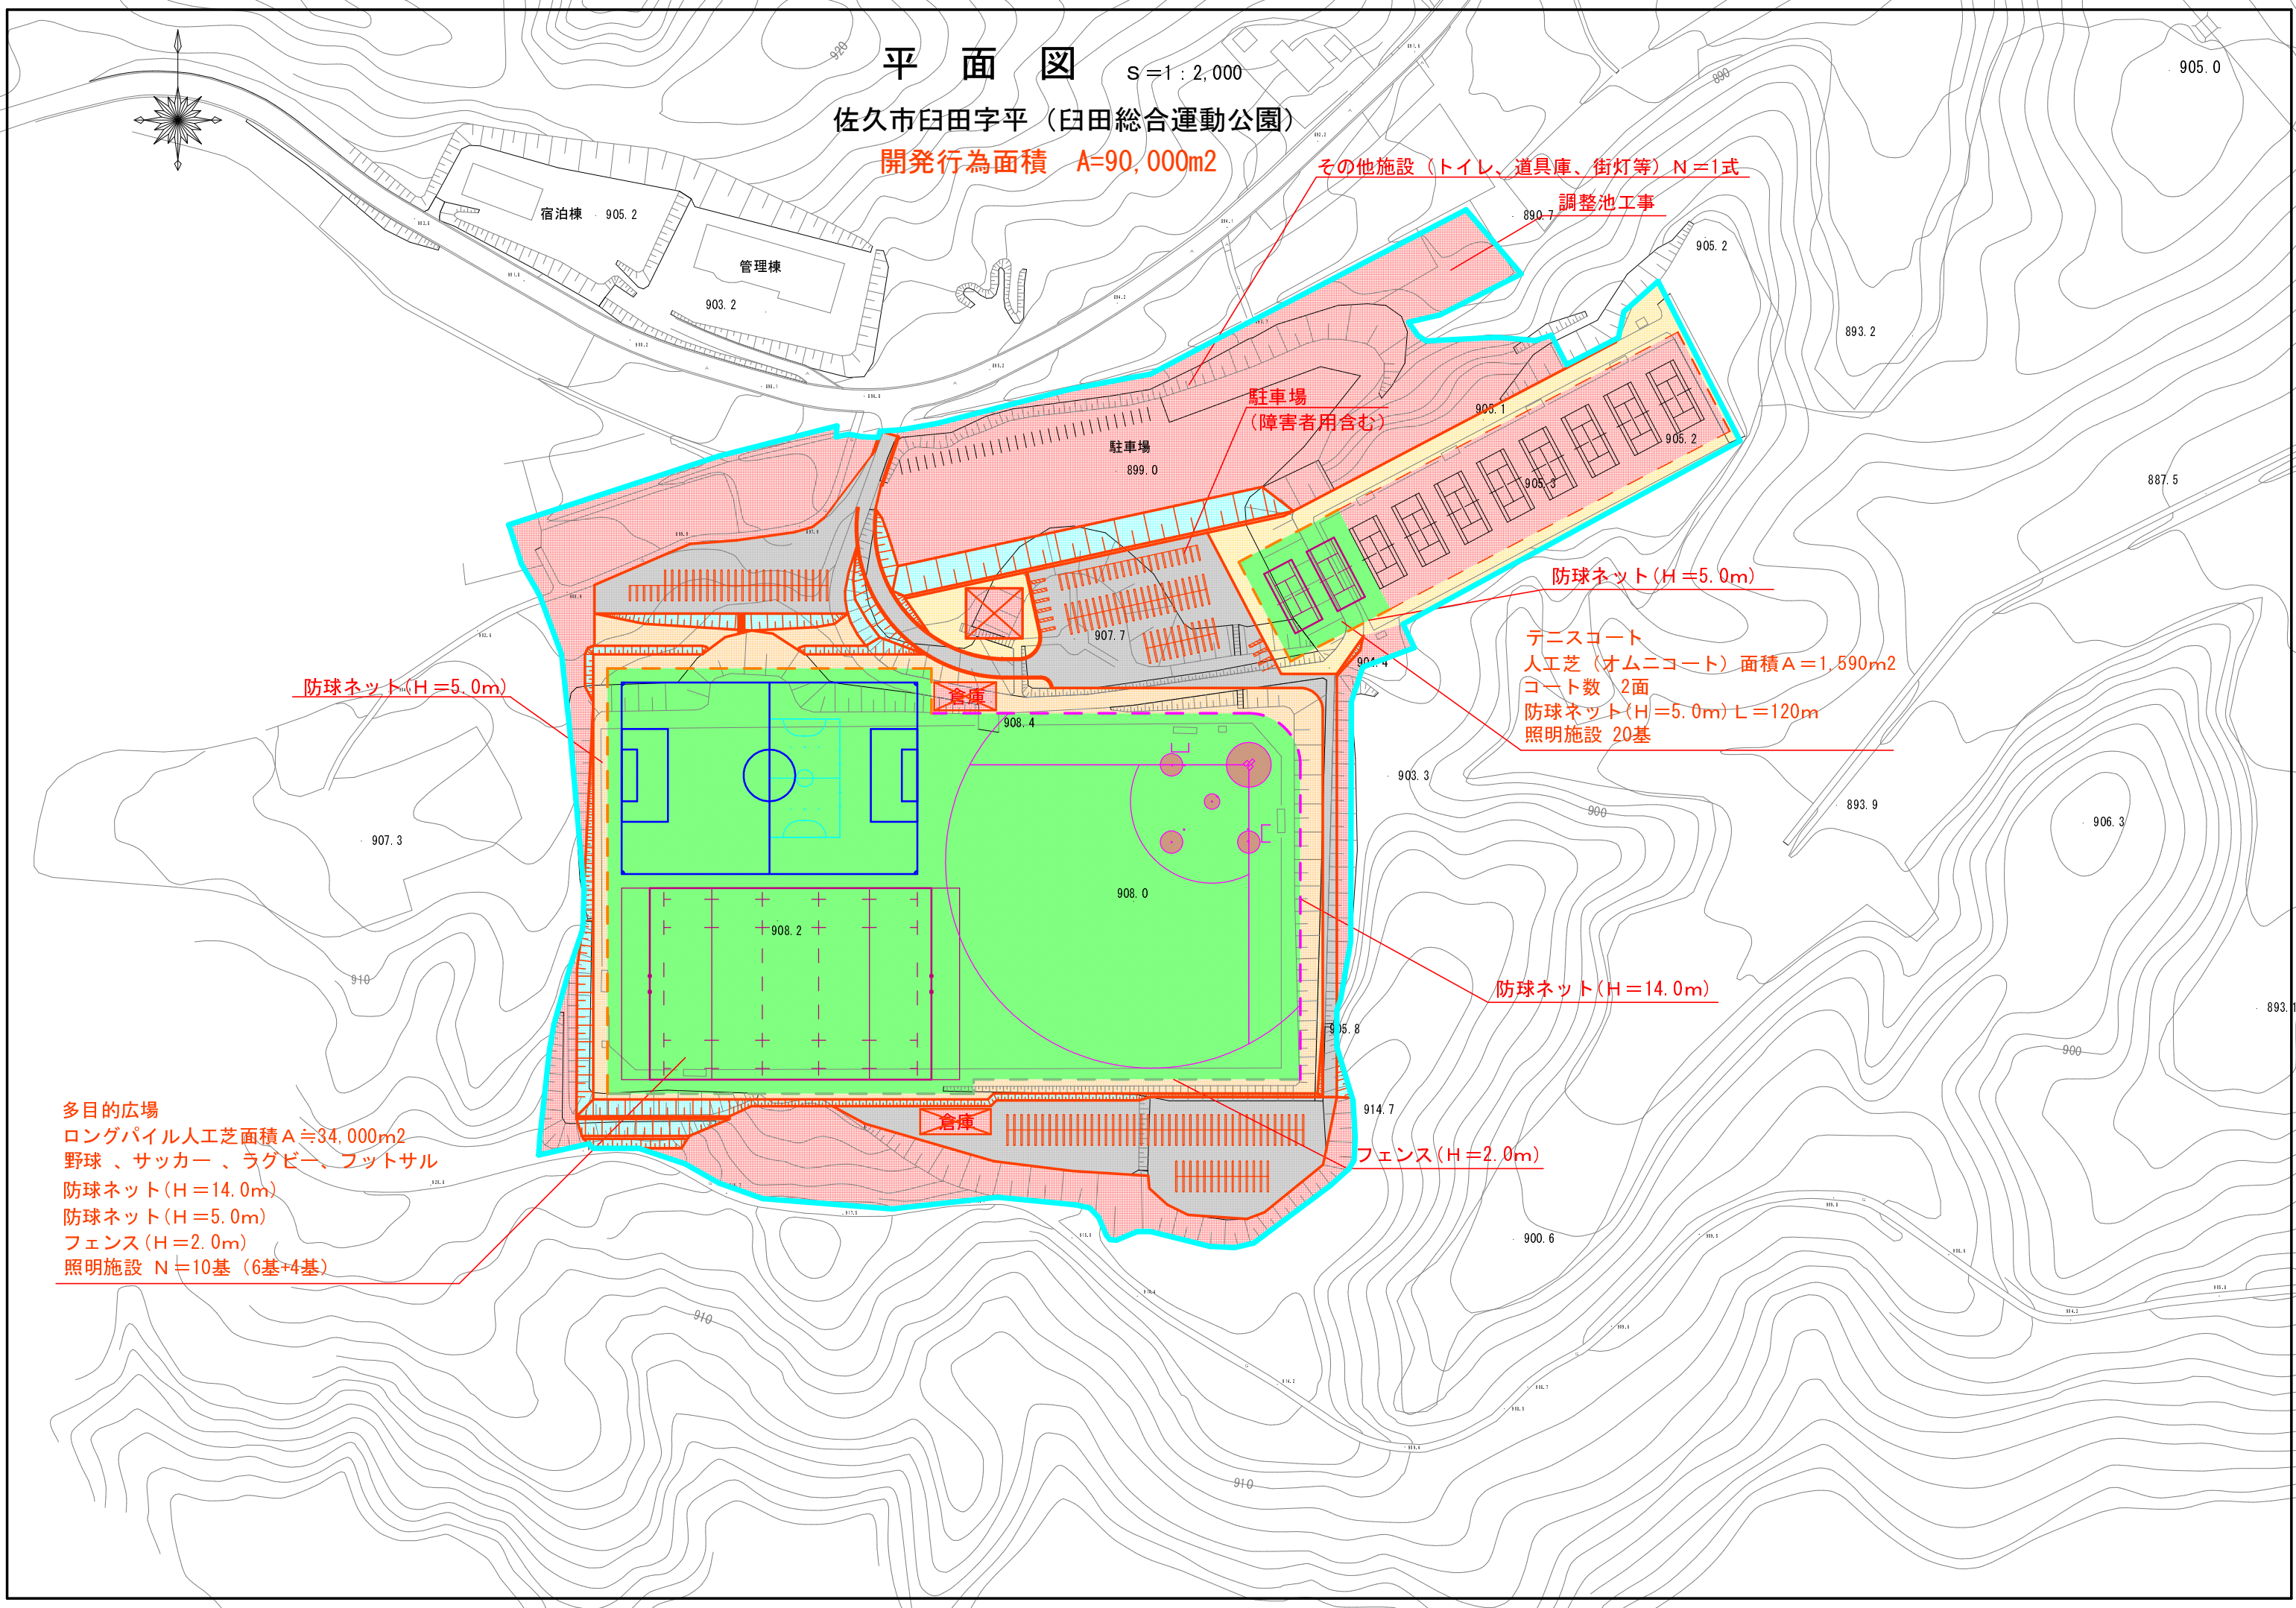 平 面 図 S=1:2,000
佐久市臼田字平（臼田総合運動公園）
開発行為面積 A=90,000m2
920
890
905.0
その他施設（トイレ、道具庫、街灯等）N=1式
調整池工事
890.7
905.2
宿泊棟 905.2
管理棟
903.2
893.2
駐車場
（障害者用含む）
905.1
駐車場
899.0
905.2
905.3
887.5
防球ネット(H=5.0m)
907.7
テニスコート
人工芝（オムニコート）面積A=1,590m2
コート数 2面
防球ネット(H=5.0m)L=120m
照明施設 20基
904.4
防球ネット(H=5.0m)
倉庫
908.4
903.3
900
893.9
906.3
907.3
908.0
908.2
910
防球ネット(H=14.0m)
893.1
905.8
900
914.7
倉庫
多目的広場
ロングパイル人工芝面積A≒34,000m2
野球 、サッカー 、ラグビー、フットサル
防球ネット(H=14.0m)
防球ネット(H=5.0m)
フェンス(H=2.0m)
照明施設 N=10基（6基+4基）
フェンス(H=2.0m)
900.6
910
910